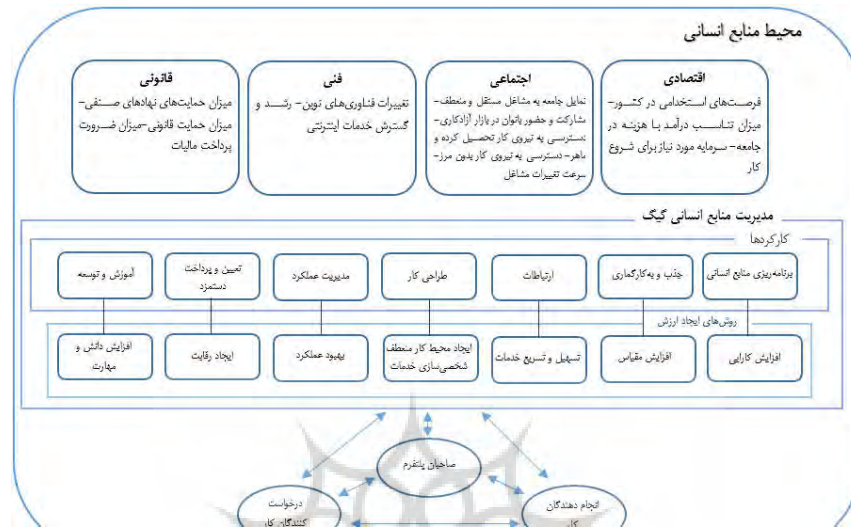 محیط منابع انسانی
اقتصادی
فرصت‌های استخدامی در کشور-
میزان تناسب درآمد با هزینه در
جامعه- سرمایه مورد نیاز برای شروع
کار
اجتماعی
تمایل جامعه به مشاغل مستقل و منعطف-
مشارکت و حضور بانوان در بازار آزادکاری-
دسترسی به نیروی کار تحصیل کرده و
ماهر- دسترسی به نیروی کار بدون مرز-
سرعت تغییرات مشاغل
فنی
تغییرات فناوری‌های نوین- رشد و
گسترش خدمات اینترنتی
قانونی
میزان حمایت‌های نهادهای صنفی-
میزان حمایت قانونی-میزان ضرورت
پرداخت مالیات
مدیریت منابع انسانی گیگ
کارکردها
برنامه‌ریزی منابع انسانی
جذب و به‌کارگماری
ارتباطات
طراحی کار
مدیریت عملکرد
تعیین و پرداخت
دستمزد
آموزش و توسعه
روش‌های ایجاد ارزش
افزایش کارایی
افزایش مقیاس
تسهیل و تسریع خدمات
ایجاد محیط کار منعطف
شخصی‌سازی خدمات
بهبود عملکرد
ایجاد رقابت
افزایش دانش و
مهارت
صاحبان پلتفرم
انجام دهندگان
کار
درخواست
کنندگان کار